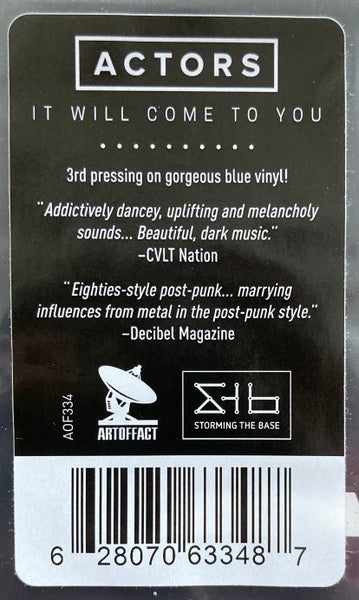 ACTORS
IT WILL COME TO YOU
3rd pressing on gorgeous blue vinyl!
"Addictively dancey, uplifting and melancholy
sounds... Beautiful, dark music."
–CVLT Nation
"Eighties-style post-punk... marrying
influences from metal in the post-punk style."
–Decibel Magazine
AOF334
ARTOFFACT
STORMING THE BASE
6 28070 63348 7